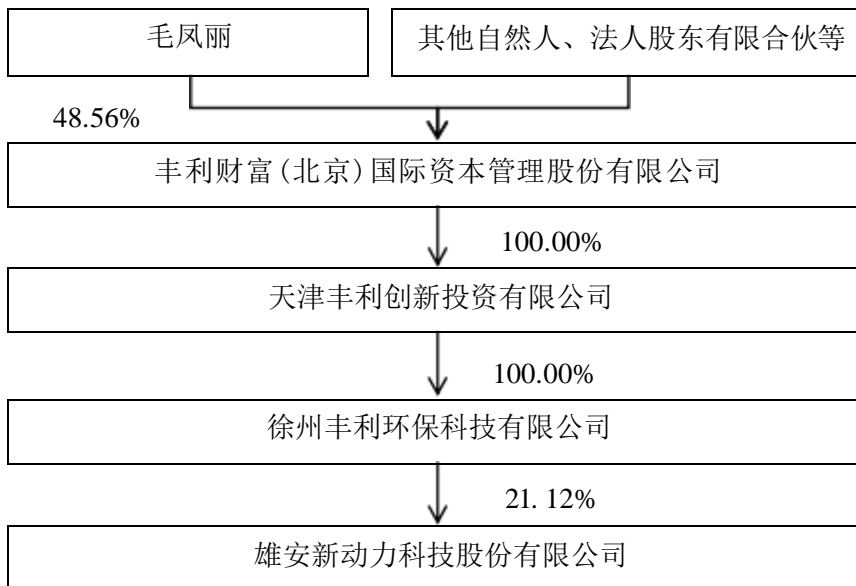 毛凤丽
其他自然人、法人股东有限合伙等
48.56%
丰利财富(北京)国际资本管理股份有限公司
100.00%
天津丰利创新投资有限公司
100.00%
徐州丰利环保科技有限公司
21.12%
雄安新动力科技股份有限公司